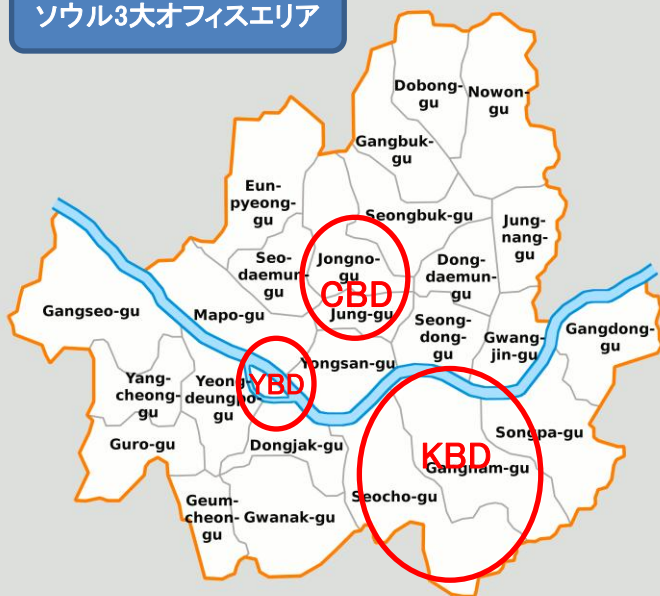 ソウル3大オフィスエリア
Dobong-
gu
Nowon-
gu
Gangbuk-
gu
Eun-
pyeong-
gu
Seongbuk-gu
Jung-
nang-
gu
Seo-
daemun-
gu
Jongno-
gu
CBD
Jung-gu
Dong-
daemun-
gu
Gangseo-gu
Mapo-gu
Seong-
dong-
gu
Gwang-
jin-gu
Gangdong-
gu
Yongsan-gu
Yang-
cheong-
gu
Yeong-
deungpo-
gu
YBD
Guro-gu
Dongjak-gu
Songpa-gu
KBD
Gangnam-gu
Seocho-gu
Geum-
cheon-
gu
Gwanak-gu